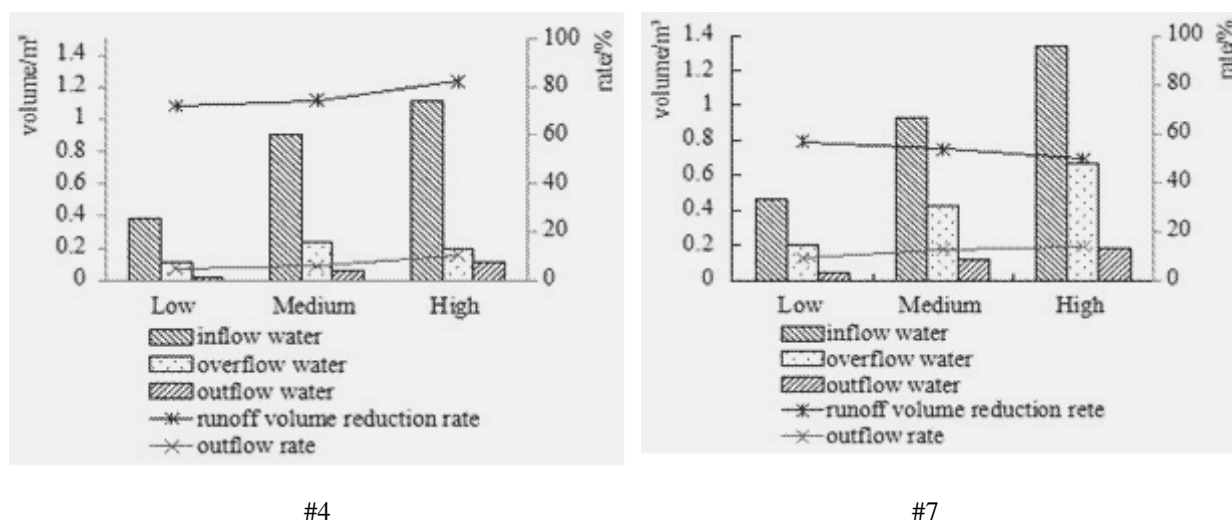 volume/m³
1.4
1.2
1
0.8
0.6
0.4
0.2
0
100
80
60
40
20
0
rate/%
Low Medium High
inflow water
overflow water
outflow water
runoff volume reduction rate
outflow rate
#4
volume/m³
1.4
1.2
1
0.8
0.6
0.4
0.2
0
100
80
60
40
20
0
rate/%
Low Medium High
inflow water
overflow water
outflow water
runoff volume reduction rete
outflow rate
#7